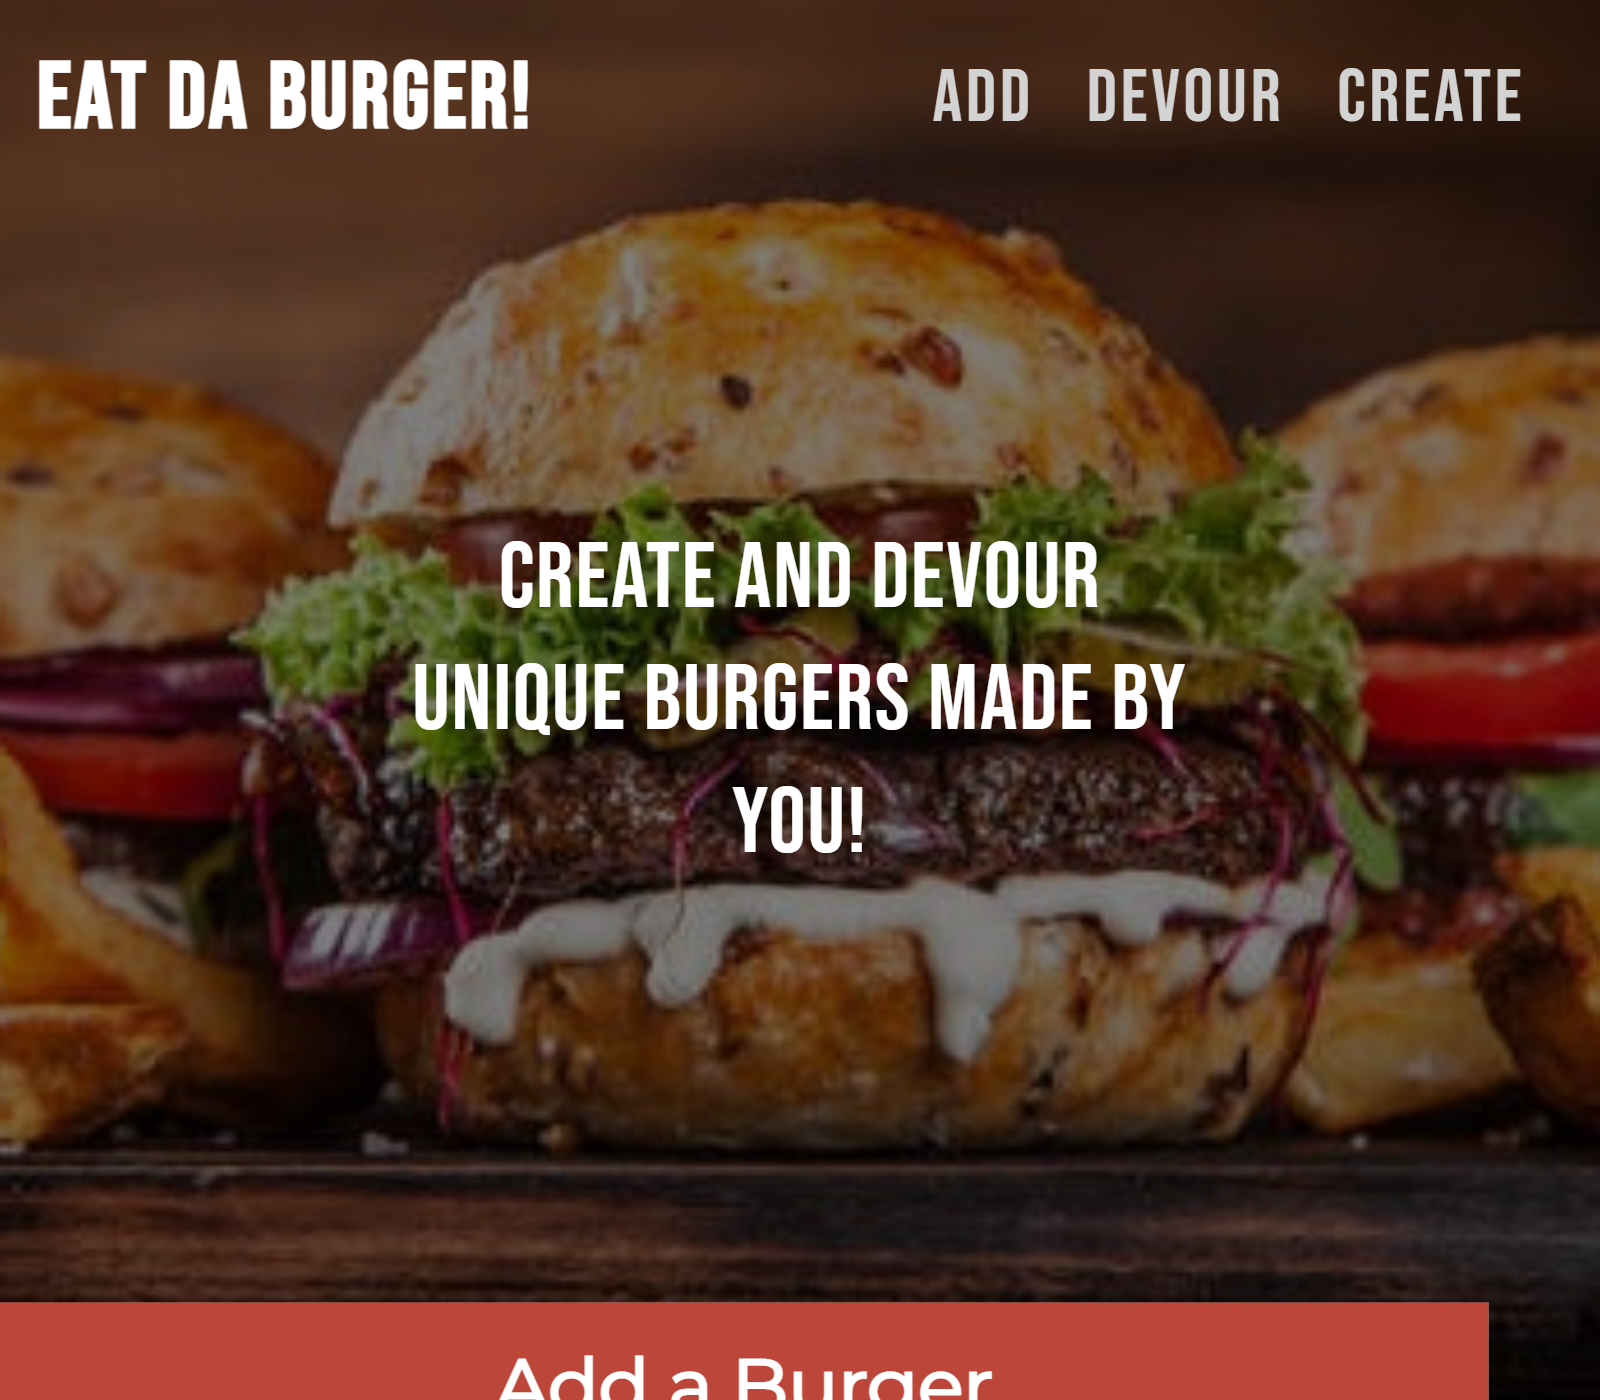 EAT DA BURGER!
ADD DEVOUR CREATE
CREATE AND DEVOUR
UNIQUE BURGERS MADE BY
YOU!
Add a Burger